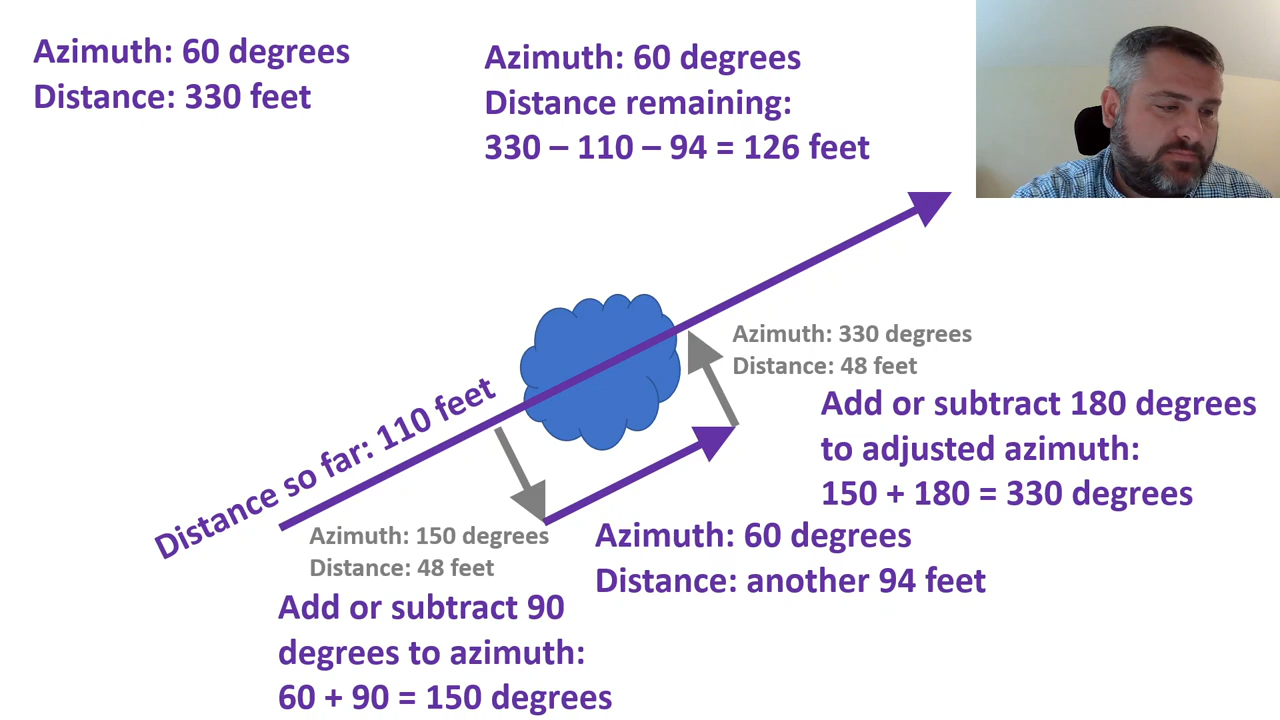 Azimuth: 60 degrees
Distance: 330 feet
Azimuth: 60 degrees
Distance remaining:
330 – 110 – 94 = 126 feet
Distance so far: 110 feet
Azimuth: 330 degrees
Distance: 48 feet
Add or subtract 180 degrees
to adjusted azimuth:
150 + 180 = 330 degrees
Azimuth: 150 degrees
Distance: 48 feet
Azimuth: 60 degrees
Distance: another 94 feet
Add or subtract 90
degrees to azimuth:
60 + 90 = 150 degrees